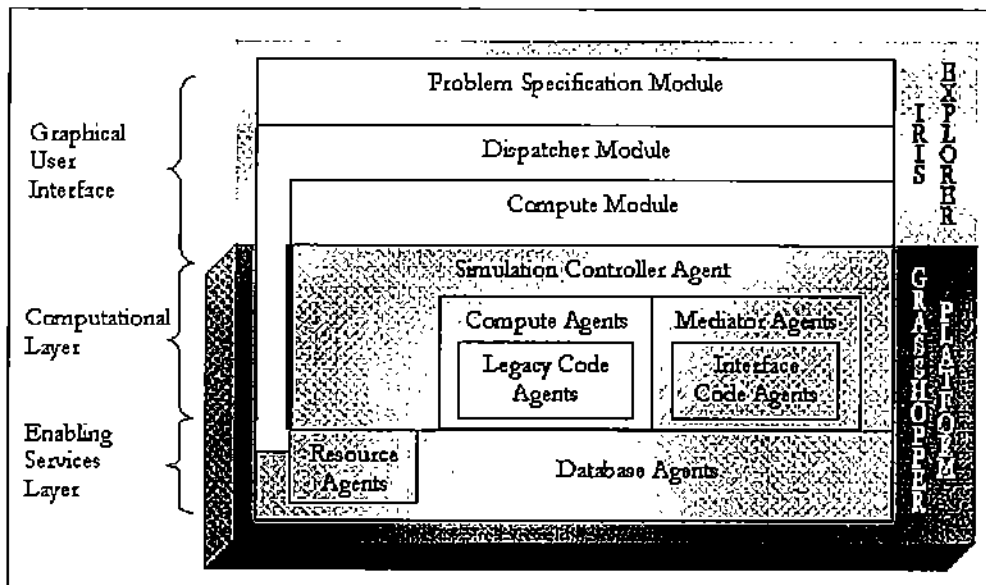 Problem Specification Module
Dispatcher Module
Compute Module
Graphical
User
Interface
IRIS
EXPLORER
Simulation Controller Agent
Compute Agents
Legacy Code
Agents
Mediator Agents
Interface
Code Agents
Computational
Layer
Enabling
Services
Layer
Resource
Agents
Database Agents
GRASHOPPER
PLATFORM